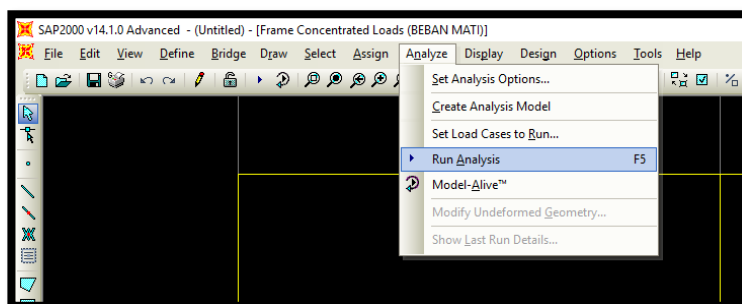 SAP2000 v14.1.0 Advanced - (Untitled) - [Frame Concentrated Loads (BEBAN MATI)]
File Edit View Define Bridge Draw Select Assign Analyze Display Design Options Tools Help
Set Analysis Options...
Create Analysis Model
Set Load Cases to Run...
Run Analysis F5
Model-Alive™
Modify Undeformed Geometry...
Show Last Run Details...